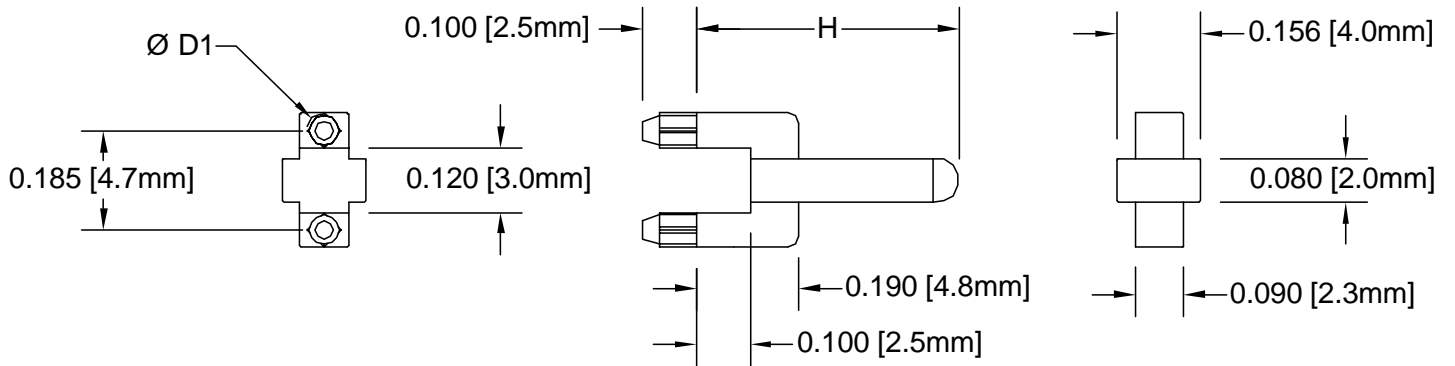 0.100 [2.5mm]
H
0.156 [4.0mm]
Ø D1
0.185 [4.7mm]
0.120 [3.0mm]
0.080 [2.0mm]
0.190 [4.8mm]
0.090 [2.3mm]
0.100 [2.5mm]